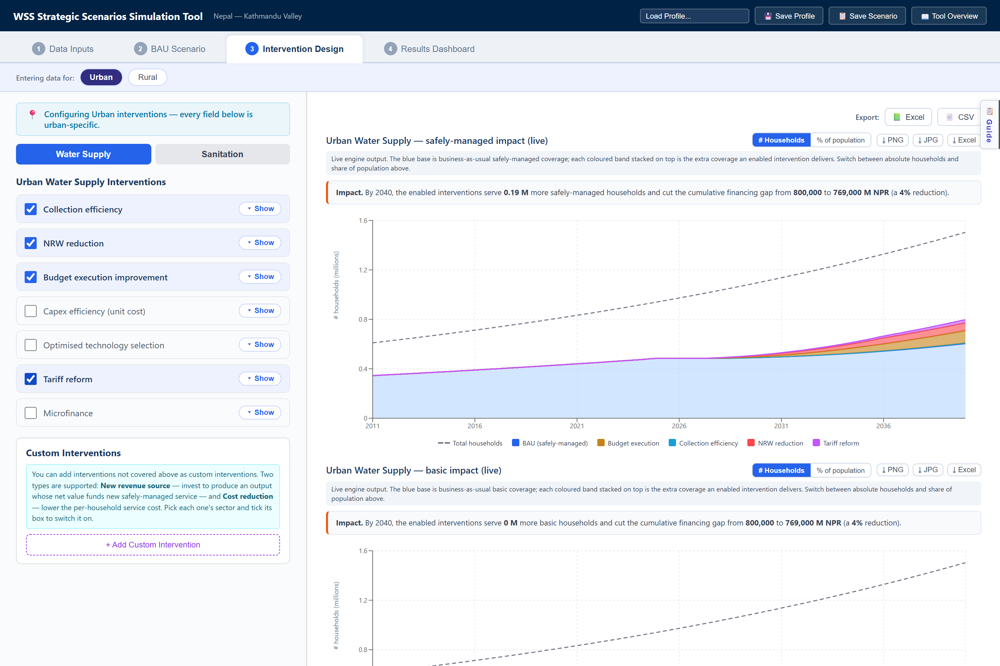 WSS Strategic Scenarios Simulation Tool
Nepal — Kathmandu Valley
Load Profile...
Save Profile
Save Scenario
Tool Overview
1 Data Inputs
2 BAU Scenario
3 Intervention Design
4 Results Dashboard
Entering data for:
Urban
Rural
Configuring Urban interventions — every field below is
urban-specific.
Water Supply
Sanitation
Urban Water Supply Interventions
Collection efficiency
Show
NRW reduction
Show
Budget execution improvement
Show
Capex efficiency (unit cost)
Show
Optimised technology selection
Show
Tariff reform
Show
Microfinance
Show
Custom Interventions
You can add interventions not covered above as custom interventions. Two
types are supported: New revenue source — invest to produce an output
whose net value funds new safely-managed service — and Cost reduction
— lower the per-household service cost. Pick each one's sector and tick its
box to switch it on.
+ Add Custom Intervention
Export:
Excel
CSV
Guide
Urban Water Supply — safely-managed impact (live)
# Households
% of population
↓ PNG
↓ JPG
↓ Excel
Live engine output. The blue base is business-as-usual safely-managed coverage; each coloured band stacked on top is the extra coverage an enabled intervention delivers. Switch between absolute households and
share of population above.
Impact. By 2040, the enabled interventions serve 0.19 M more safely-managed households and cut the cumulative financing gap from 800,000 to 769,000 M NPR (a 4% reduction).
# households (millions)
1.6
1.2
0.8
0.4
0
2011
2016
2021
2026
2031
2036
Total households
BAU (safely-managed)
Budget execution
Collection efficiency
NRW reduction
Tariff reform
Urban Water Supply — basic impact (live)
# Households
% of population
↓ PNG
↓ JPG
↓ Excel
Live engine output. The blue base is business-as-usual basic coverage; each coloured band stacked on top is the extra coverage an enabled intervention delivers. Switch between absolute households and share of
population above.
Impact. By 2040, the enabled interventions serve 0 M more basic households and cut the cumulative financing gap from 800,000 to 769,000 M NPR (a 4% reduction).
# households (millions)
1.6
1.2
0.8